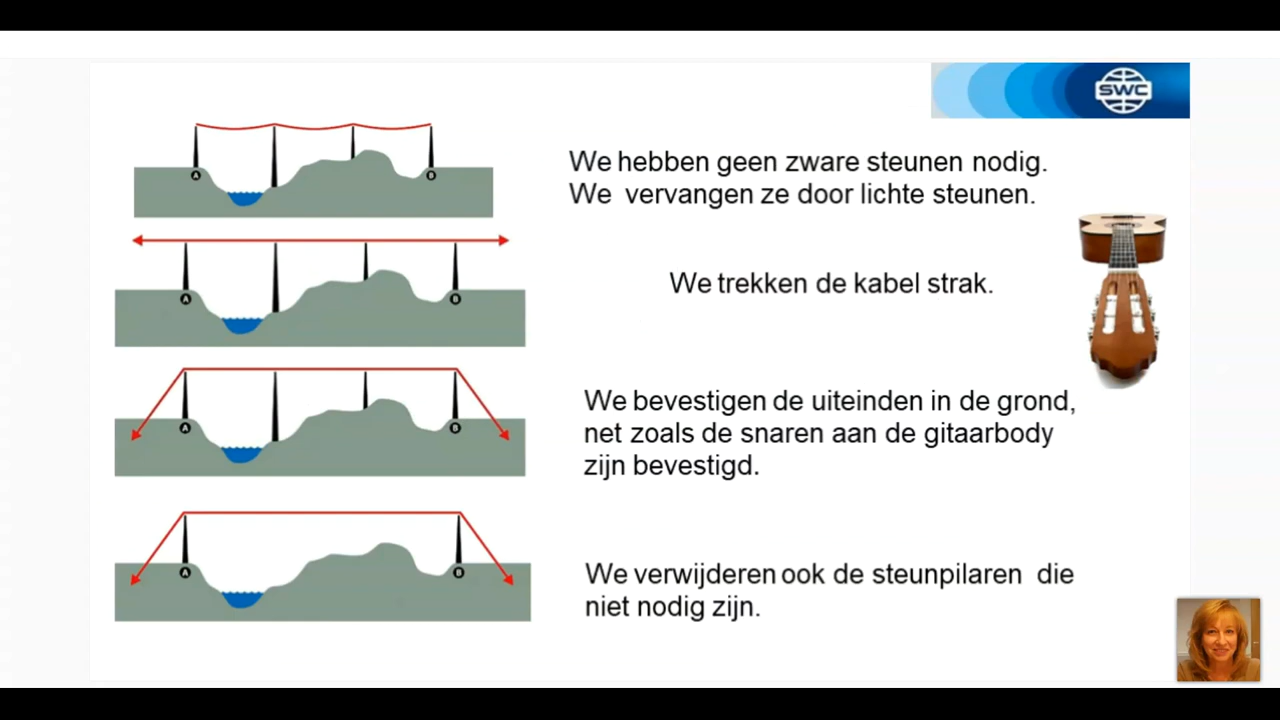 SWC
We hebben geen zware steunen nodig.
We vervangen ze door lichte steunen.
A
B
We trekken de kabel strak.
A
B
We bevestigen de uiteinden in de grond,
net zoals de snaren aan de gitaarbody
zijn bevestigd.
A
B
We verwijderen ook de steunpilaren die
niet nodig zijn.
A
B